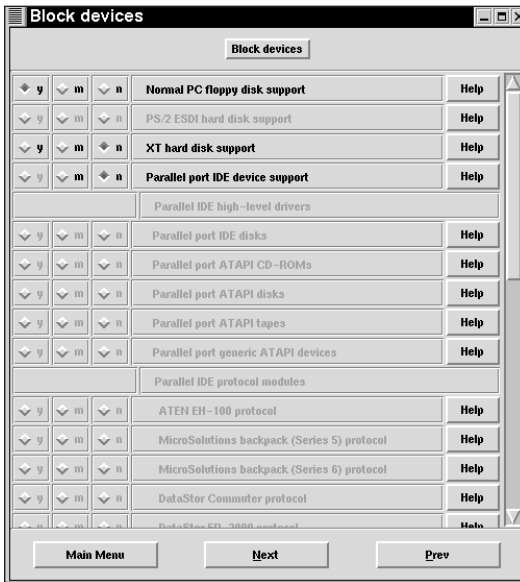 Block devices
Block devices
y m n Normal PC floppy disk support Help
y m n PS/2 ESDI hard disk support Help
y m n XT hard disk support Help
y m n Parallel port IDE device support Help
Parallel IDE high-level drivers
y m n Parallel port IDE disks Help
y m n Parallel port ATAPI CD-ROMs Help
y m n Parallel port ATAPI disks Help
y m n Parallel port ATAPI tapes Help
y m n Parallel port generic ATAPI devices Help
Parallel IDE protocol modules
y m n ATEN EH-100 protocol Help
y m n MicroSolutions backpack (Series 5) protocol Help
y m n MicroSolutions backpack (Series 6) protocol Help
y m n DataStor Commuter protocol Help
y m n DataStor EP-2000 protocol Help
Main Menu Next Prev